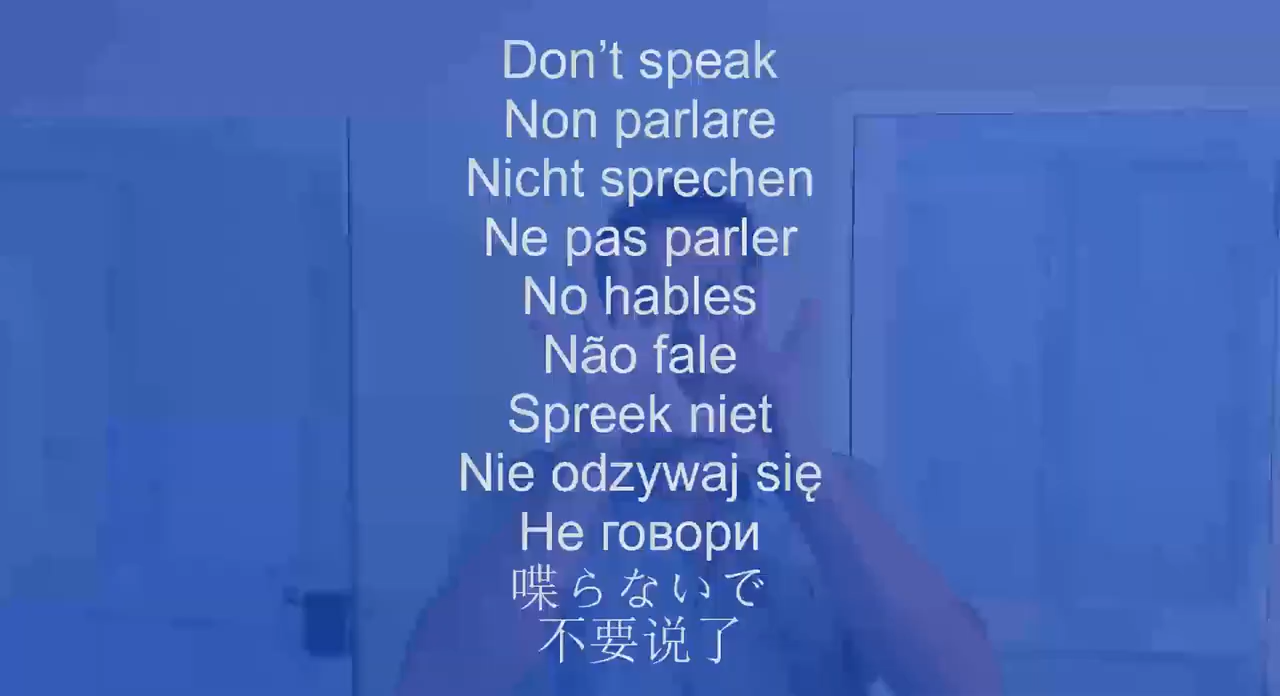 Don’t speak
Non parlare
Nicht sprechen
Ne pas parler
No hables
Não fale
Spreek niet
Nie odzywaj się
Не говори
喋らないで
不要说了